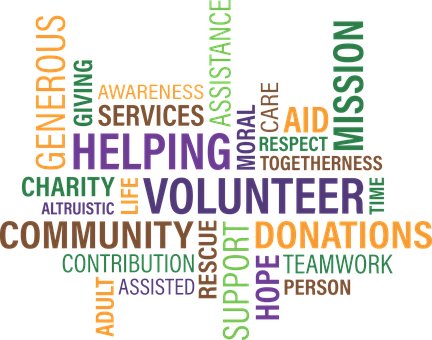 GENEROUS
GIVING
AWARENESS
SERVICES
ASSISTANCE
MORAL
CARE
AID
MISSION
RESPECT
HELPING
TOGETHERNESS
CHARITY
LIFE
VOLUNTEER
TIME
ALTRUISTIC
COMMUNITY
RESCUE
SUPPORT
DONATIONS
CONTRIBUTION
HOPE
TEAMWORK
ADULT
ASSISTED
PERSON